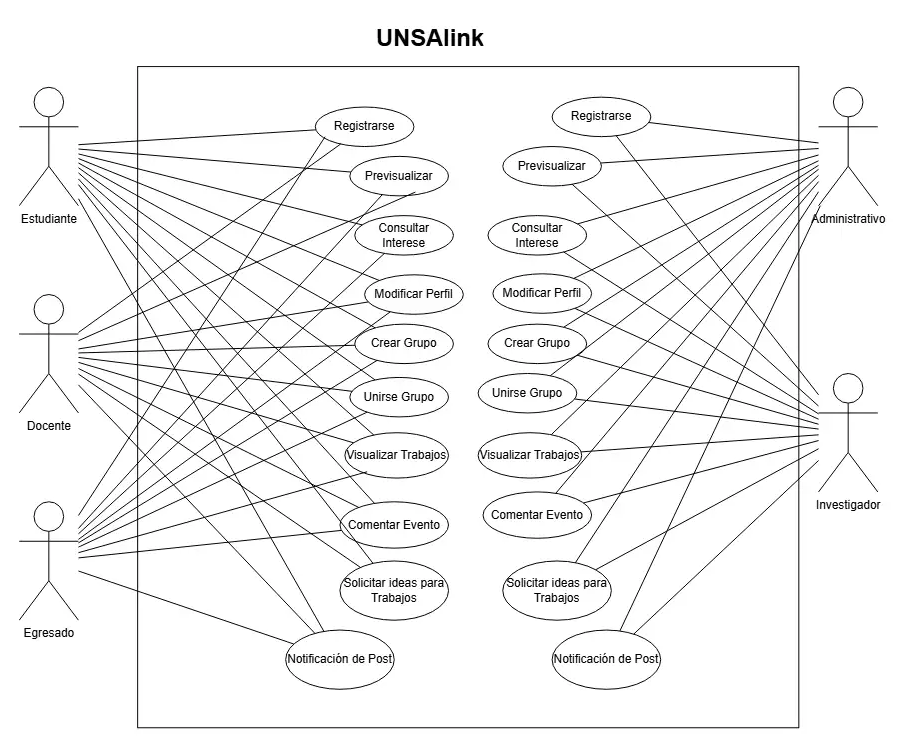 UNSAlink
Registrarse
Previsualizar
Consultar
Interese
Modificar Perfil
Crear Grupo
Unirse Grupo
Visualizar Trabajos
Comentar Evento
Solicitar ideas para
Trabajos
Notificación de Post
Registrarse
Previsualizar
Consultar
Interese
Modificar Perfil
Crear Grupo
Unirse Grupo
Visualizar Trabajos
Comentar Evento
Solicitar ideas para
Trabajos
Notificación de Post
Estudiante
Docente
Egresado
Administrativo
Investigador